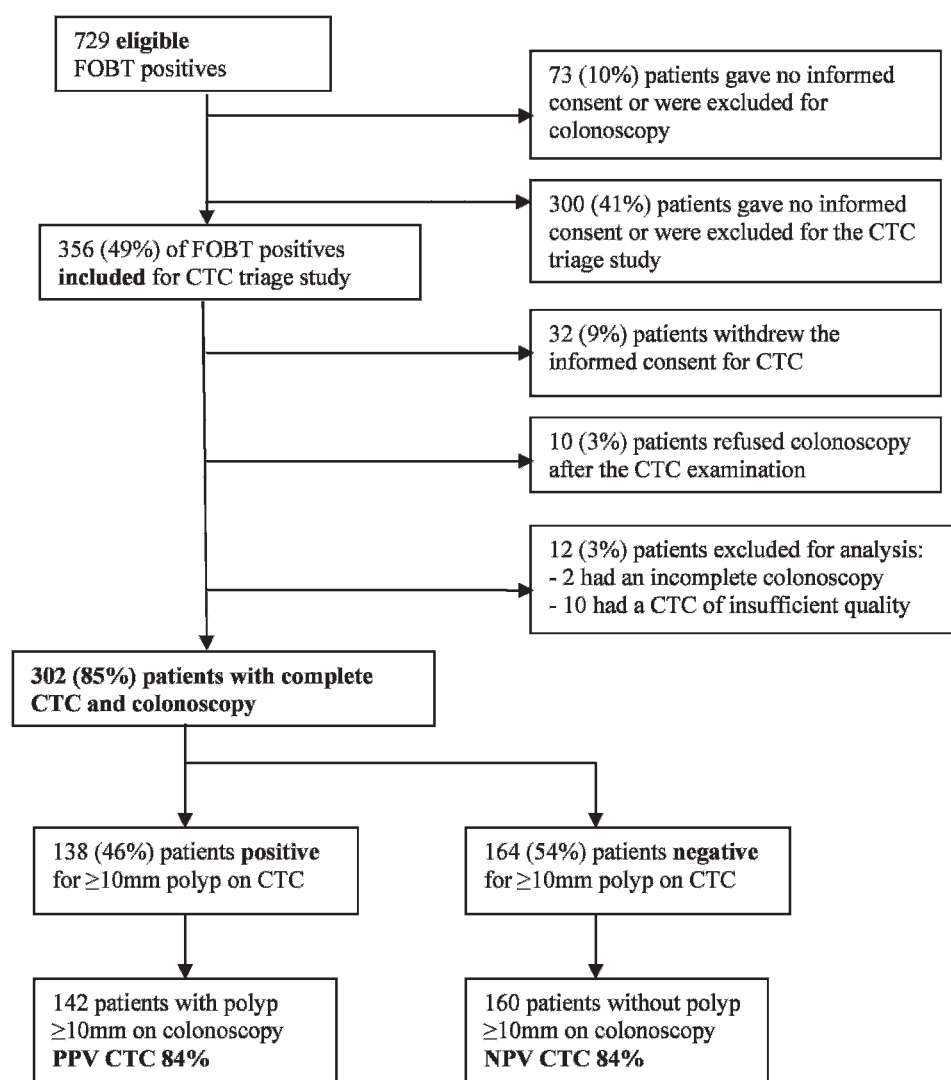 729 eligible
FOBT positives
73 (10%) patients gave no informed
consent or were excluded for
colonoscopy
300 (41%) patients gave no informed
consent or were excluded for the CTC
triage study
356 (49%) of FOBT positives
included for CTC triage study
32 (9%) patients withdrew the
informed consent for CTC
10 (3%) patients refused colonoscopy
after the CTC examination
12 (3%) patients excluded for analysis:
- 2 had an incomplete colonoscopy
- 10 had a CTC of insufficient quality
302 (85%) patients with complete
CTC and colonoscopy
138 (46%) patients positive
for ≥10mm polyp on CTC
164 (54%) patients negative
for ≥10mm polyp on CTC
142 patients with polyp
≥10mm on colonoscopy
PPV CTC 84%
160 patients without polyp
≥10mm on colonoscopy
NPV CTC 84%